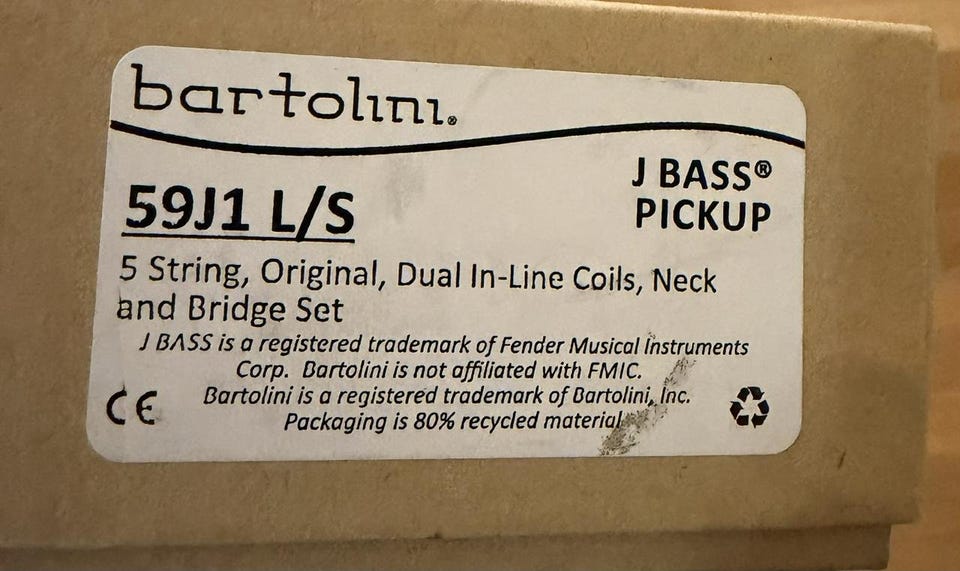 bartolini®
59J1 L/S
J BASS®
PICKUP
5 String, Original, Dual In-Line Coils, Neck
and Bridge Set
J BASS is a registered trademark of Fender Musical Instruments
Corp. Bartolini is not affiliated with FMIC.
Bartolini is a registered trademark of Bartolini, Inc.
Packaging is 80% recycled material
CE